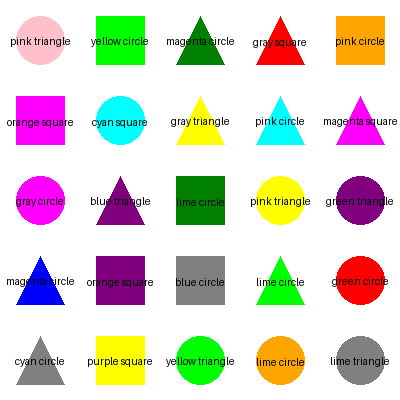 pink triangle
yellow circle
magenta circle
gray square
pink circle
orange square
cyan square
gray triangle
pink circle
magenta square
gray circle
blue triangle
lime circle
pink triangle
green triangle
magenta circle
orange square
blue circle
lime circle
green circle
cyan circle
purple square
yellow triangle
lime circle
lime triangle